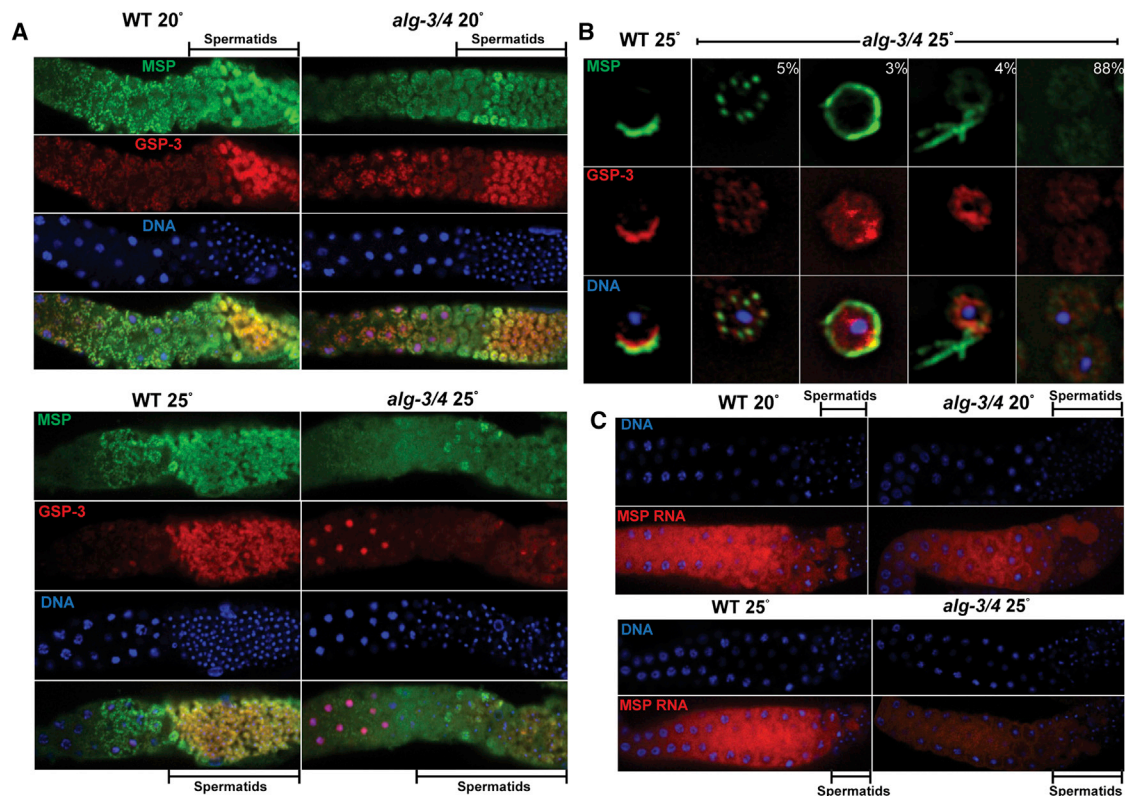 A
WT 20°
alg-3/4 20°
Spermatids
Spermatids
MSP
GSP-3
DNA
WT 25°
alg-3/4 25°
MSP
GSP-3
DNA
Spermatids
Spermatids
B
WT 25°
alg-3/4 25°
MSP
5%
3%
4%
88%
GSP-3
DNA
C
WT 20°
Spermatids
alg-3/4 20°
Spermatids
DNA
MSP RNA
WT 25°
alg-3/4 25°
DNA
MSP RNA
Spermatids
Spermatids